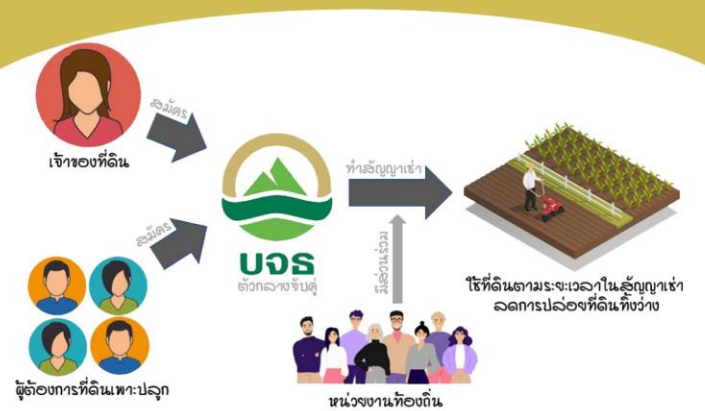 สมัคร
เจ้าของที่ดิน
ทำสัญญาเช่า
สมัคร
บจธ
ตัวกลางจับคู่
มีส่วนร่วม
ใช้ที่ดินตามระยะเวลาในสัญญาเช่า
ลดการปล่อยที่ดินทิ้งว่าง
ผู้ต้องการที่ดินเพาะปลูก
หน่วยงานท้องถิ่น